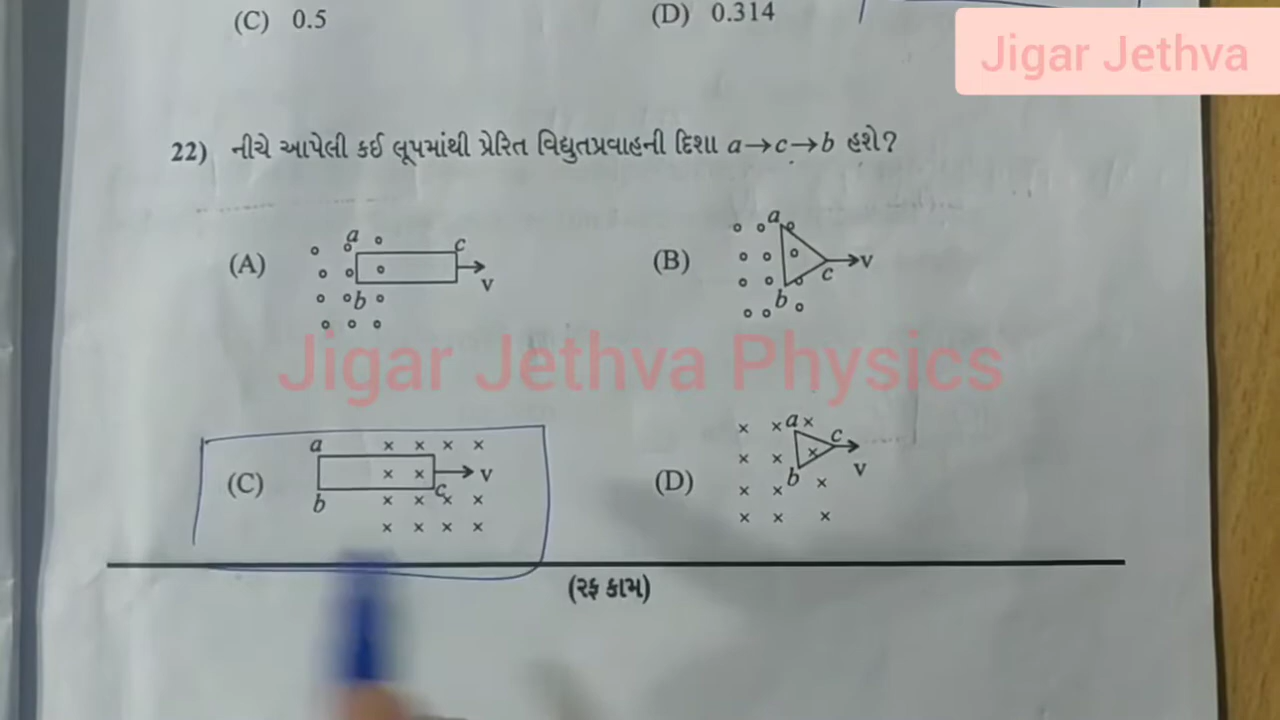 (C) 0.5 (D) 0.314
Jigar Jethva
22) નીચે આપેલી કઈ લૂપમાંથી પ્રેરિત વિદ્યુતપ્રવાહની દિશા a→c→b હશે?
(A) a c b v
(B) a c b v
Jigar Jethva Physics
(C) a b c v
(D) a c b v
(રફ કામ)